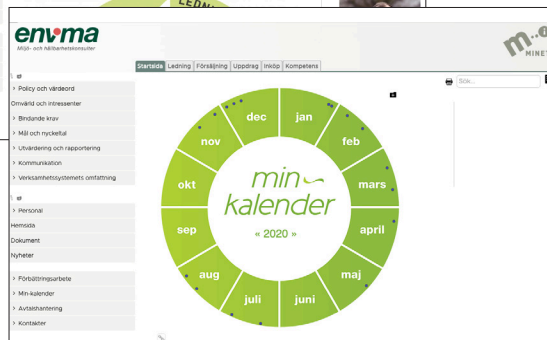 LEDN
envima
Miljö- och hållbarhetskonsulter
m...
MINET
Startsida Ledning Försäljning Uppdrag Inköp Kompetens
Sök...
> Policy och värdeord
Omvärld och intressenter
> Bindande krav
> Mål och nyckeltal
> Utvärdering och rapportering
> Kommunikation
> Verksamhetssystemets omfattning
> Personal
Hemsida
Dokument
Nyheter
> Förbättringsarbete
> Min-kalender
> Avtalshantering
> Kontakter
dec jan
nov feb
okt mars
sep april
aug maj
juli juni
min-
kalender
« 2020 »